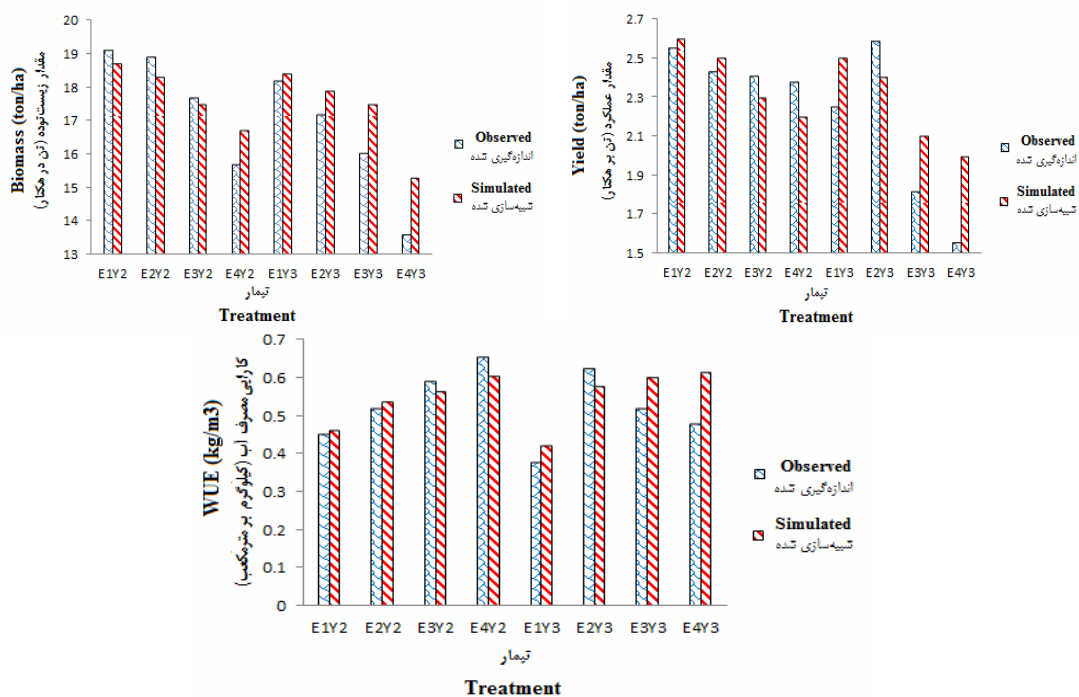 Biomass (ton/ha)
مقدار زیست‌توده (تن در هکتار)
20
19
18
17
16
15
14
13
E1Y2 E2Y2 E3Y2 E4Y2 E1Y3 E2Y3 E3Y3 E4Y3
تیمار
Treatment
Observed
اندازه‌گیری شده
Simulated
شبیه‌سازی شده
Yield (ton/ha)
مقدار عملکرد (تن بر هکتار)
2.7
2.5
2.3
2.1
1.9
1.7
1.5
E1Y2 E2Y2 E3Y2 E4Y2 E1Y3 E2Y3 E3Y3 E4Y3
تیمار
Treatment
Observed
اندازه‌گیری شده
Simulated
شبیه‌سازی شده
WUE (kg/m3)
کارایی مصرف آب (کیلوگرم بر مترمکعب)
0.7
0.6
0.5
0.4
0.3
0.2
0.1
0
E1Y2 E2Y2 E3Y2 E4Y2 E1Y3 E2Y3 E3Y3 E4Y3
تیمار
Treatment
Observed
اندازه‌گیری شده
Simulated
شبیه‌سازی شده